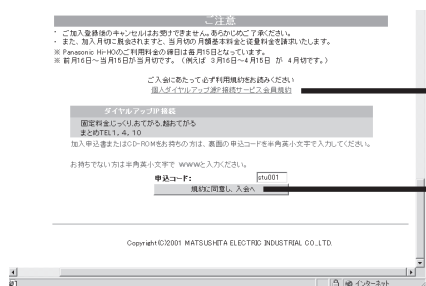 ご注意
・ ご加入登録後のキャンセルはお受けできません。あらかじめご了承ください。
・ また、加入月切に脱会されますと、当月切の月額基本料金と従量料金を請求いたします。
※ Panasonic Hi-HOのご利用料金の締日は毎月15日となっています。
※ 前月16日～当月15日が当月切です。（例えば 3月16日～4月15日 が 4月切です。）
ご入会にあたって必ず利用規約をお読みください
個人ダイヤルアップ波P接続サービス会員規約
ダイヤルアップIP接続
固定料金,じっくり,おてがる,超おてがる
まとめTEL1, 4, 10
加入申込書またはCD-ROMをお持ちの方は、裏面の申込コードを半角英小文字で入力してください。
お持ちでない方は半角英小文字で wwwと入力ください。
申込コード: stu001
規約に同意し、入会へ
Copyright(C)2001 MATSUSHITA ELECTRIC INDUSTRIAL CO.,LTD.
インターネット